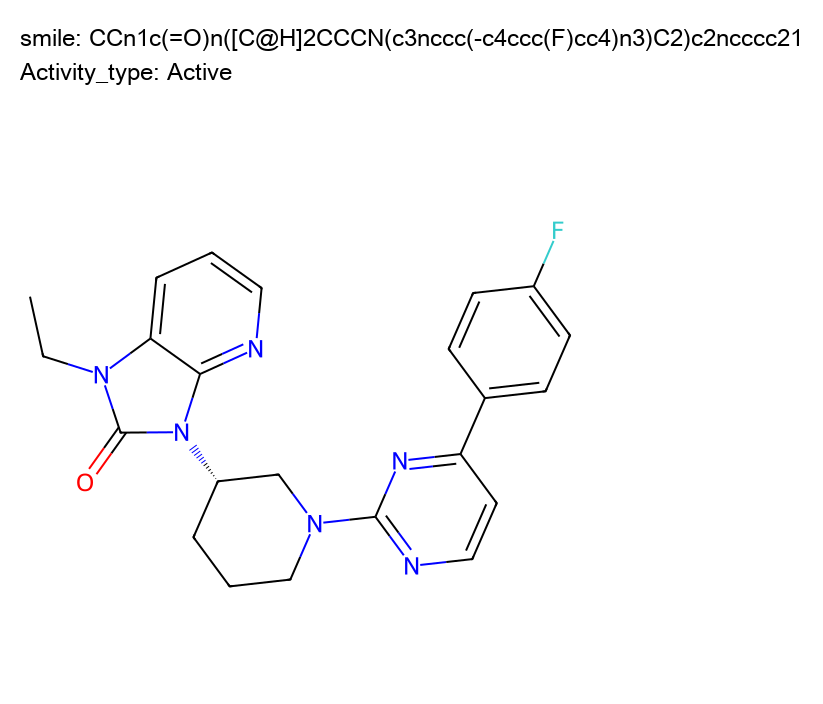 smile: CCn1c(=O)n([C@H]2CCCN(c3nccc(-c4ccc(F)cc4)n3)C2)c2ncccc21
Activity_type: Active
F
N
N
N
N
O
N
N
N